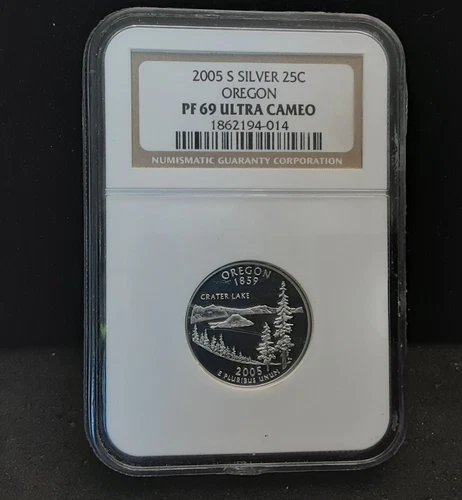 2005 S SILVER 25C
OREGON
PF 69 ULTRA CAMEO
1862194-014
NUMISMATIC GUARANTY CORPORATION
OREGON
1859
CRATER LAKE
2005
E PLURIBUS UNUM